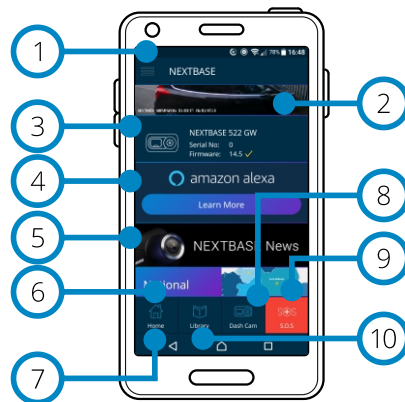 1
78% 16:48
NEXTBASE
2
3
NEXTBASE 522 GW
Serial No: 0
Firmware: 14.5
4
amazon alexa
Learn More
8
5
NEXTBASE News
9
6
National
Home
Library
Dash Cam
SOS
S.O.S
7
10